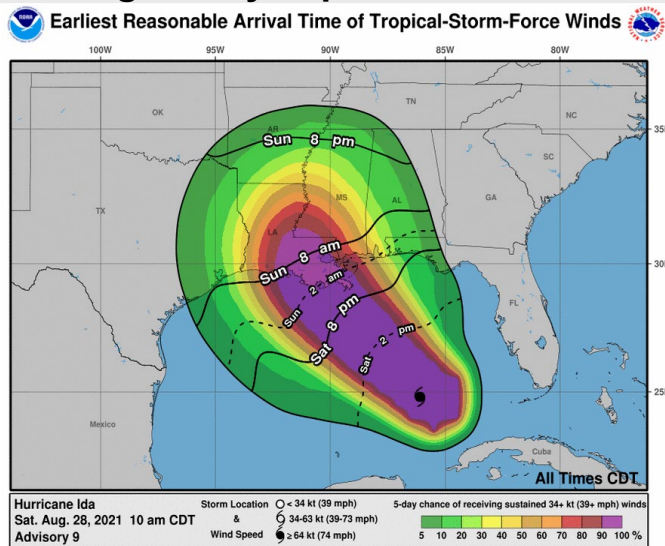 Earliest Reasonable Arrival Time of Tropical-Storm-Force Winds
NOAA
100W 95W 90W 85W 80W
35N
30N
25N
OK
AR
TN
NC
SC
TX
LA
MS
AL
GA
FL
Mexico
Cuba
Sun 8 pm
Sun 8 am
Sun 2 am
Sat 8 pm
Sat 2 pm
All Times CDT
Hurricane Ida
Sat. Aug. 28, 2021 10 am CDT
Advisory 9
Storm Location
&
Wind Speed
< 34 kt (39 mph)
34-63 kt (39-73 mph)
≥ 64 kt (74 mph)
5-day chance of receiving sustained 34+ kt (39+ mph) winds
5 10 20 30 40 50 60 70 80 90 100 %